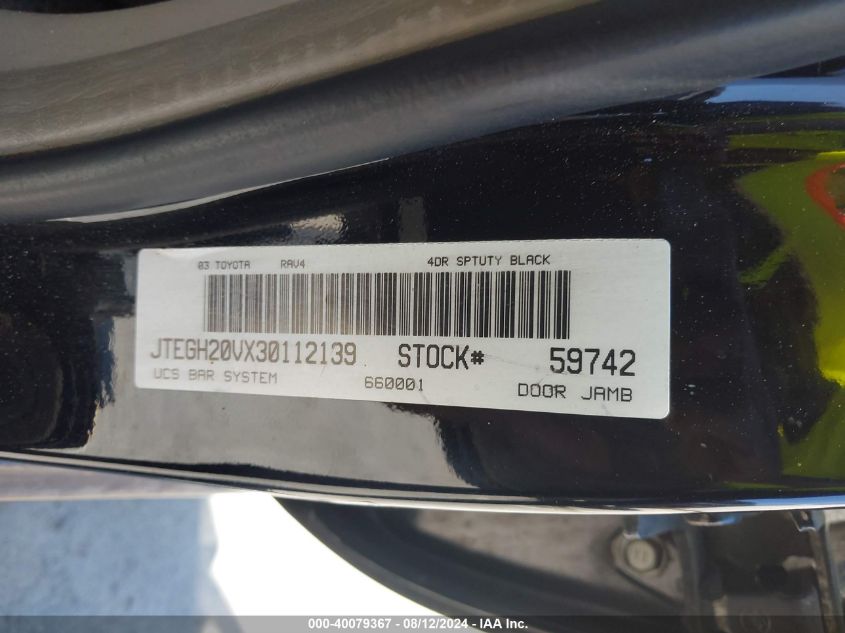 03 TOYOTA RAV4 4DR SPTUTY BLACK
JTEGH20VX30112139 STOCK# 59742
UCS BAR SYSTEM 660001 DOOR JAMB
000-40079367 - 08/12/2024 - IAA Inc.